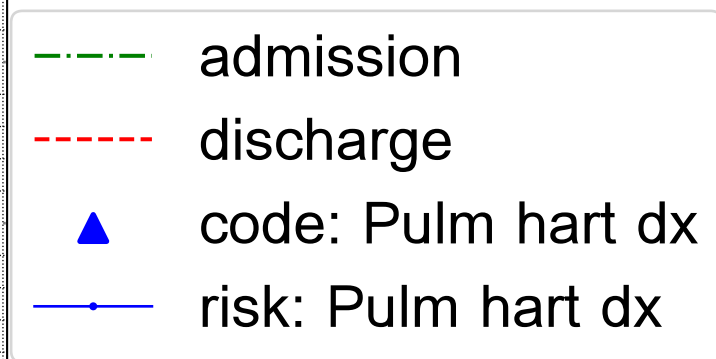 admission
discharge
code: Pulm hart dx
risk: Pulm hart dx